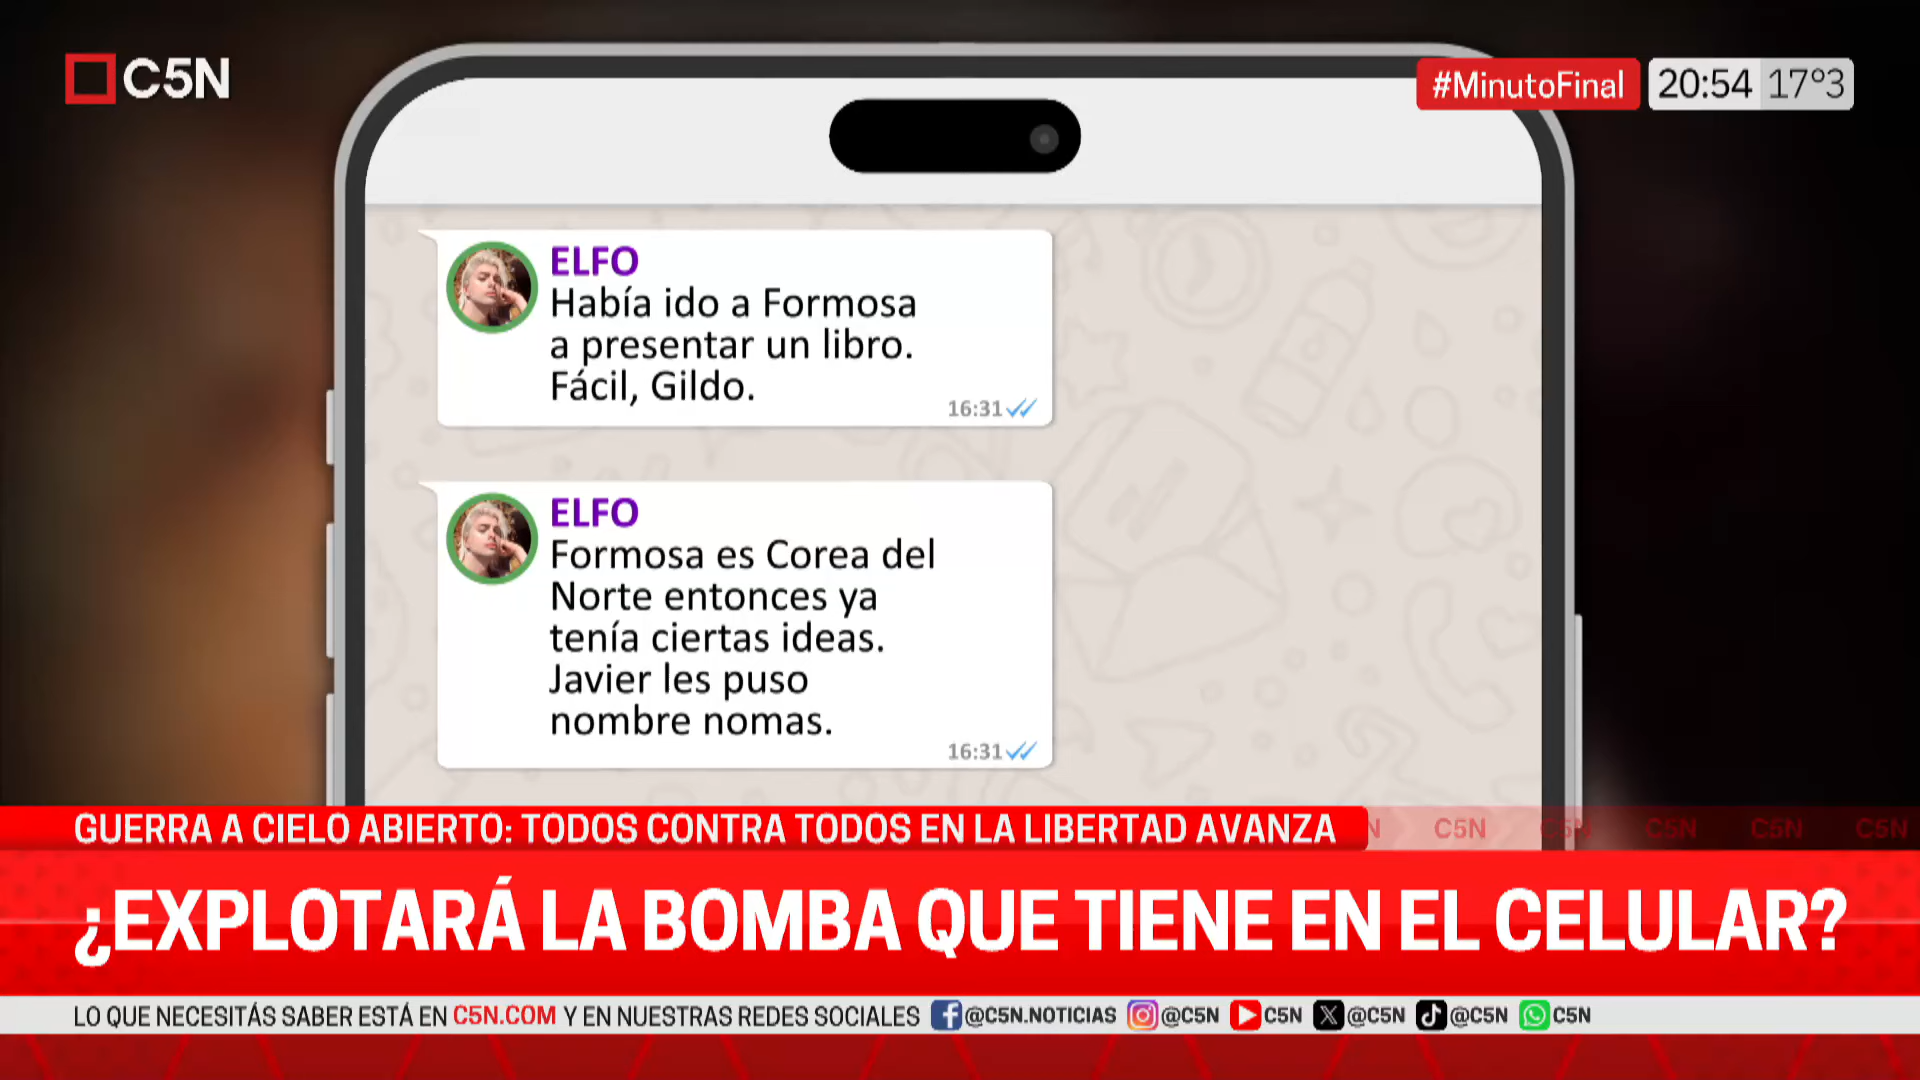 C5N
#MinutoFinal 20:54 17°3
ELFO
Había ido a Formosa
a presentar un libro.
Fácil, Gildo.
16:31
ELFO
Formosa es Corea del
Norte entonces ya
tenía ciertas ideas.
Javier les puso
nombre nomas.
16:31
GUERRA A CIELO ABIERTO: TODOS CONTRA TODOS EN LA LIBERTAD AVANZA
C5N C5N C5N C5N C5N
¿EXPLOTARÁ LA BOMBA QUE TIENE EN EL CELULAR?
LO QUE NECESITÁS SABER ESTÁ EN C5N.COM Y EN NUESTRAS REDES SOCIALES @C5N.NOTICIAS @C5N C5N @C5N @C5N C5N